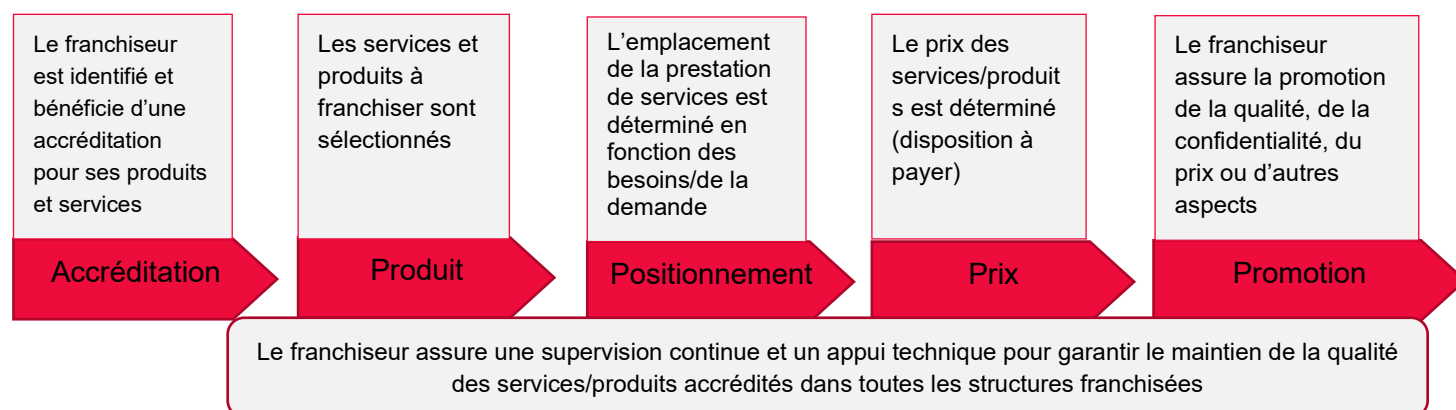 Le franchiseur
est identifié et
bénéficie d’une
accréditation
pour ses produits
et services
Accréditation
Les services et
produits à
franchiser sont
sélectionnés
Produit
L’emplacement
de la prestation
de services est
déterminé en
fonction des
besoins/de la
demande
Positionnement
Le prix des
services/produit
s est déterminé
(disposition à
payer)
Prix
Le franchiseur
assure la promotion
de la qualité, de la
confidentialité, du
prix ou d’autres
aspects
Promotion
Le franchiseur assure une supervision continue et un appui technique pour garantir le maintien de la qualité
des services/produits accrédités dans toutes les structures franchisées